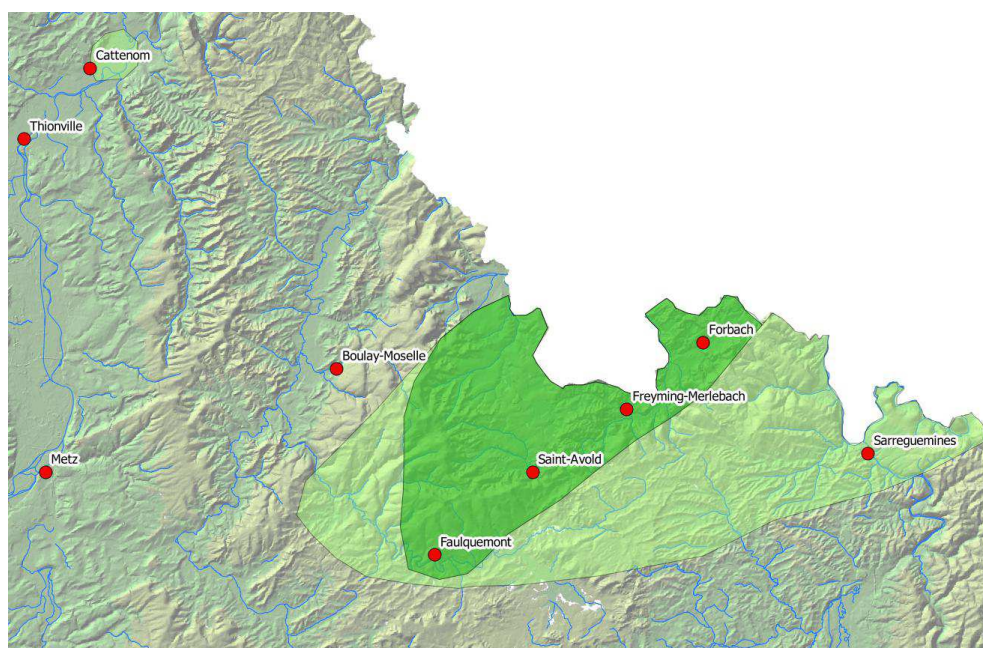 Cattenom
Thionville
Forbach
Boulay-Moselle
Freyming-Merlebach
Sarreguemines
Metz
Saint-Avold
Faulquemont